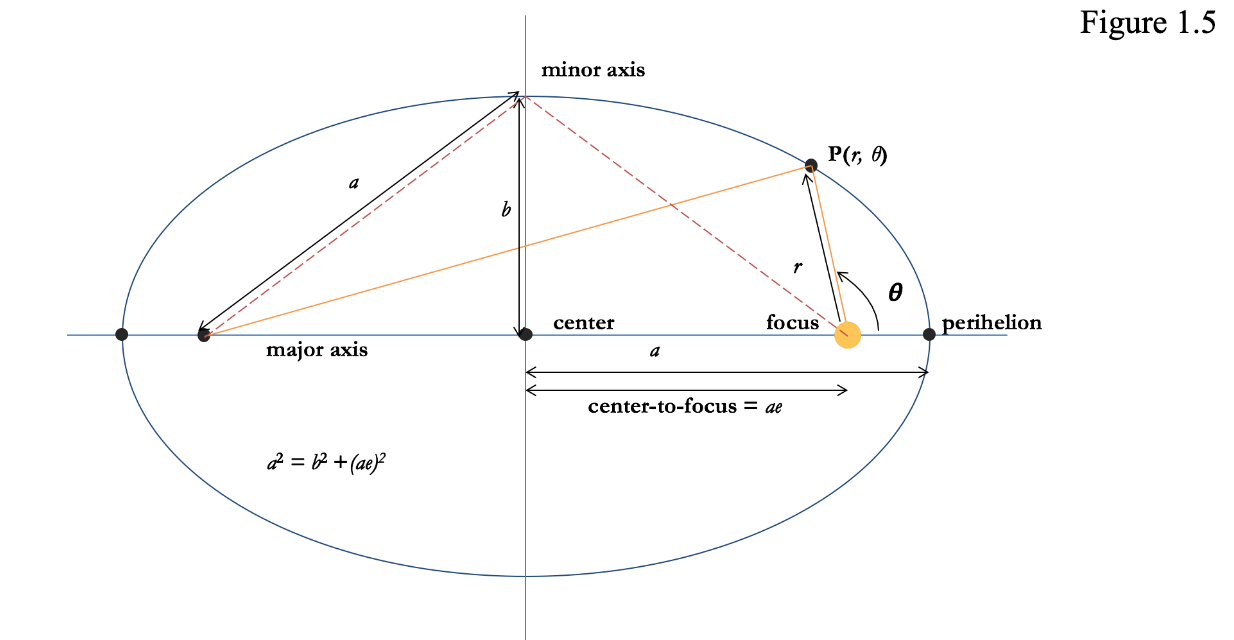 Figure 1.5
minor axis
P(r, θ)
a
b
r
θ
center
focus
perihelion
major axis
a
center-to-focus = ae
a² = b² + (ae)²